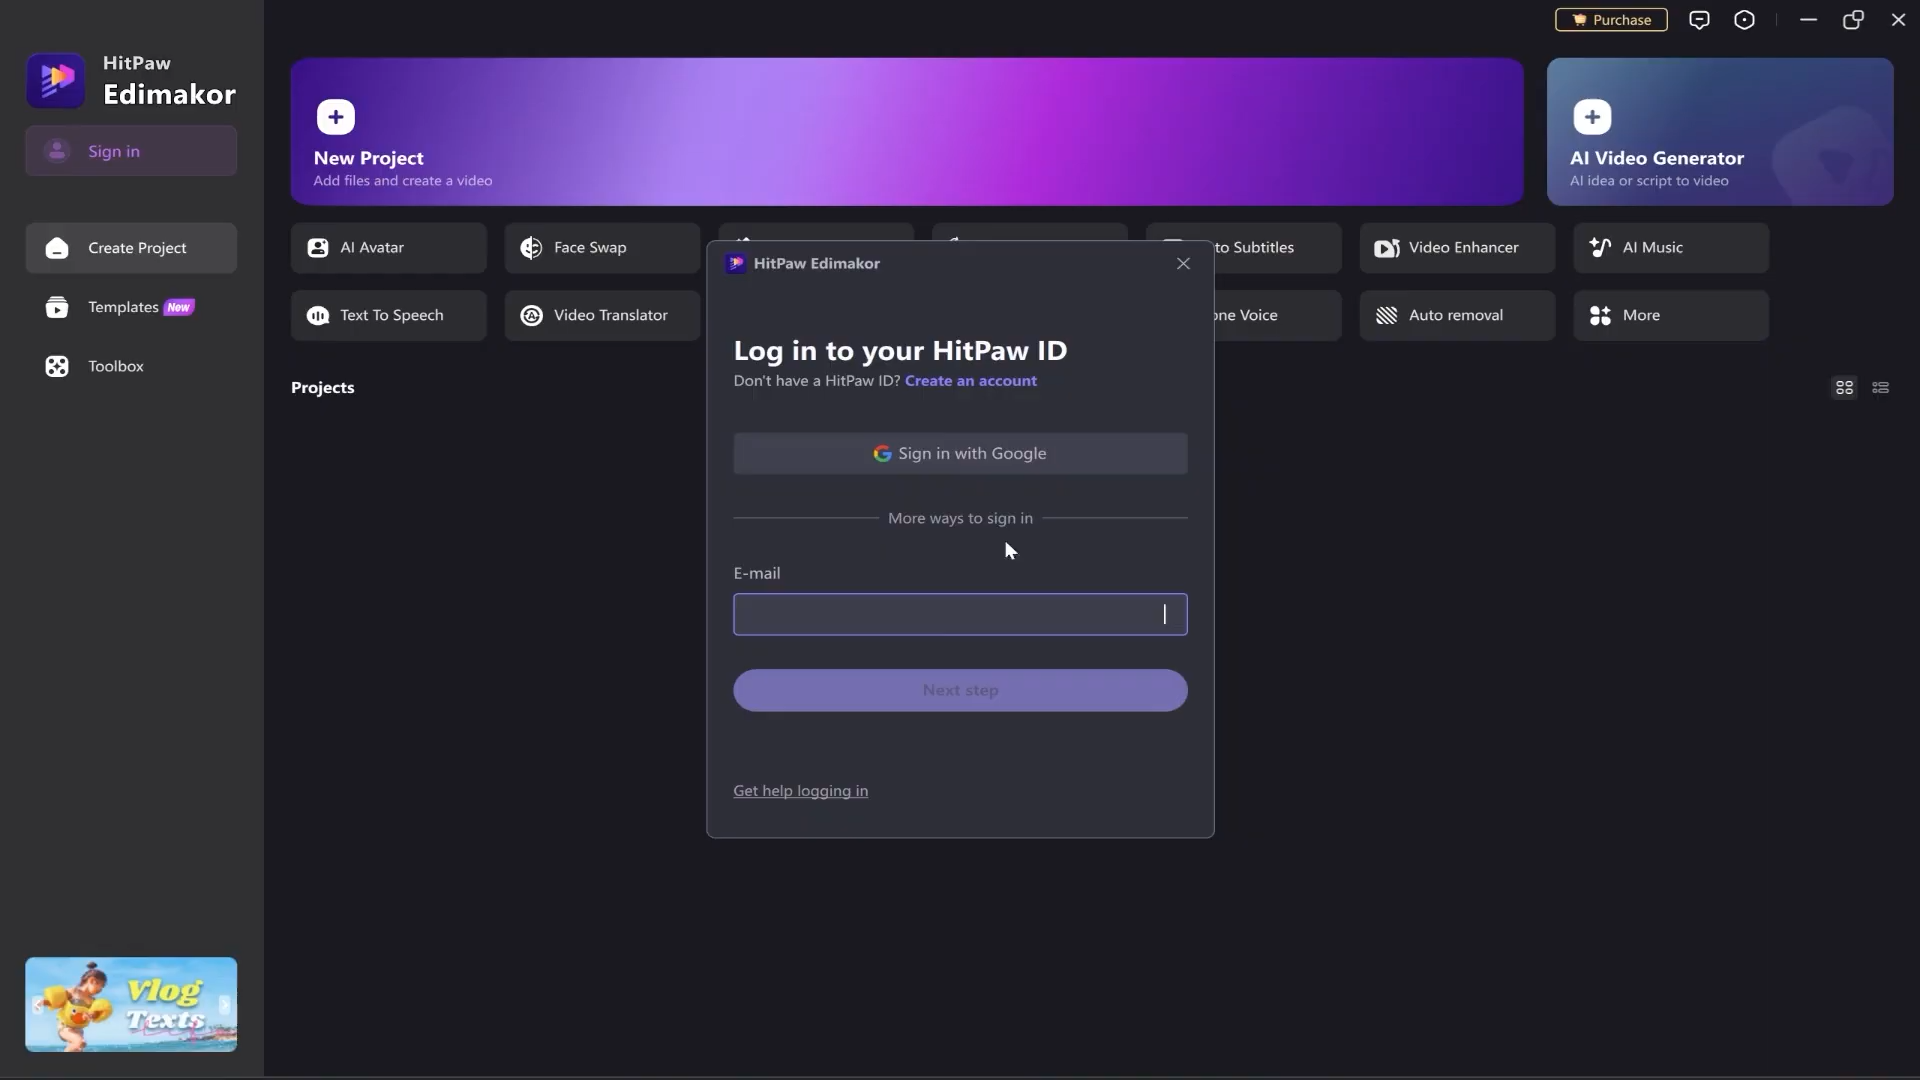 Purchase
HitPaw
Edimakor
Sign in
Create Project
Templates New
Toolbox
New Project
Add files and create a video
AI Video Generator
AI idea or script to video
AI Avatar
Face Swap
Subtitles
Video Enhancer
AI Music
Text To Speech
Video Translator
Voice
Auto removal
More
Projects
HitPaw Edimakor
Log in to your HitPaw ID
Don't have a HitPaw ID? Create an account
Sign in with Google
More ways to sign in
E-mail
Next step
Get help logging in
Vlog
Texts